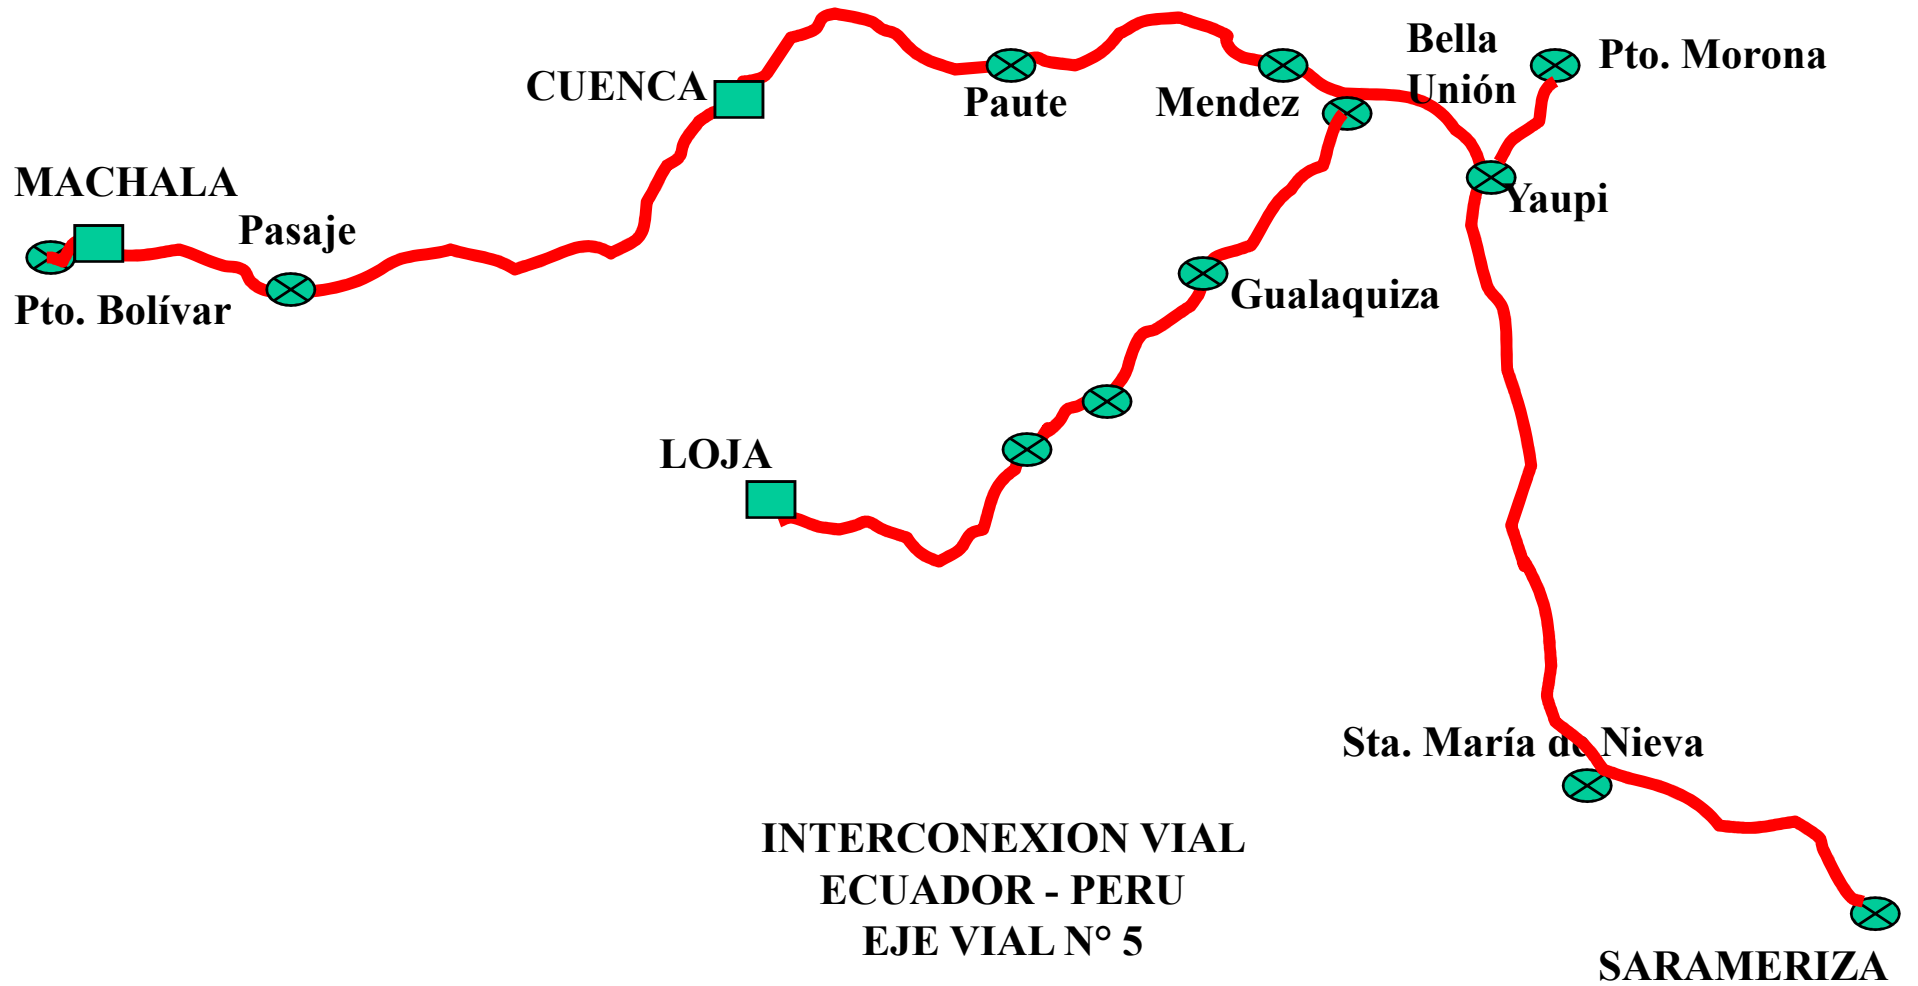 Bella
Unión
Pto. Morona
CUENCA
Paute
Mendez
MACHALA
Pasaje
Yaupi
Pto. Bolívar
Gualaquiza
LOJA
Sta. María de Nieva
INTERCONEXION VIAL
ECUADOR - PERU
EJE VIAL N° 5
SARAMERIZA